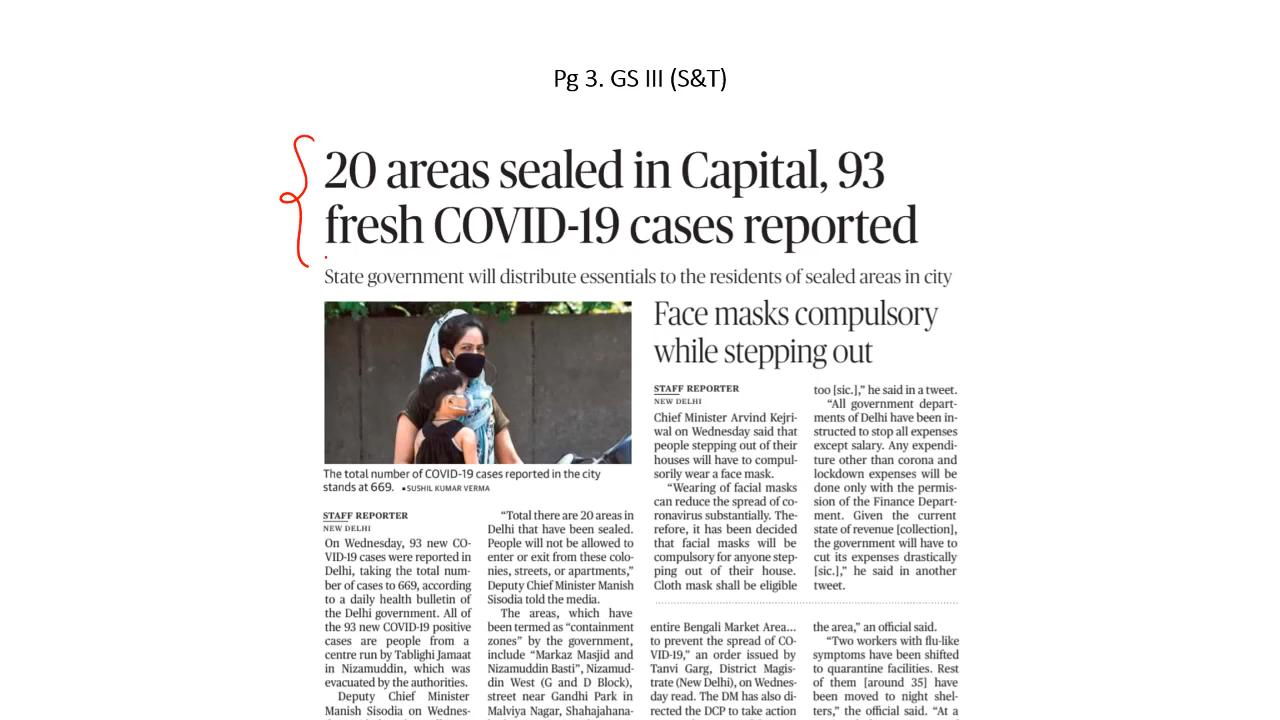 Pg 3. GS III (S&T)
20 areas sealed in Capital, 93
fresh COVID-19 cases reported
State government will distribute essentials to the residents of sealed areas in city
The total number of COVID-19 cases reported in the city
stands at 669. ▪SUSHIL KUMAR VERMA
STAFF REPORTER
NEW DELHI
On Wednesday, 93 new CO-
VID-19 cases were reported in
Delhi, taking the total num-
ber of cases to 669, according
to a daily health bulletin of
the Delhi government. All of
the 93 new COVID-19 positive
cases are people from a
centre run by Tablighi Jamaat
in Nizamuddin, which was
evacuated by the authorities.
Deputy Chief Minister
Manish Sisodia on Wednes-
“Total there are 20 areas in
Delhi that have been sealed.
People will not be allowed to
enter or exit from these colo-
nies, streets, or apartments,”
Deputy Chief Minister Manish
Sisodia told the media.
The areas, which have
been termed as “containment
zones” by the government,
include “Markaz Masjid and
Nizamuddin Basti”, Nizamud-
din West (G and D Block),
street near Gandhi Park in
Malviya Nagar, Shahajahana-
Face masks compulsory
while stepping out
STAFF REPORTER
NEW DELHI
Chief Minister Arvind Kejri-
wal on Wednesday said that
people stepping out of their
houses will have to compul-
sorily wear a face mask.
“Wearing of facial masks
can reduce the spread of co-
ronavirus substantially. The-
refore, it has been decided
that facial masks will be
compulsory for anyone step-
ping out of their house.
Cloth mask shall be eligible
too [sic.],” he said in a tweet.
“All government depart-
ments of Delhi have been in-
structed to stop all expenses
except salary. Any expendi-
ture other than corona and
lockdown expenses will be
done only with the permis-
sion of the Finance Depart-
ment. Given the current
state of revenue [collection],
the government will have to
cut its expenses drastically
[sic.],” he said in another
tweet.
entire Bengali Market Area...
to prevent the spread of CO-
VID-19,” an order issued by
Tanvi Garg, District Magis-
trate (New Delhi), on Wednes-
day read. The DM has also di-
rected the DCP to take action
the area,” an official said.
“Two workers with flu-like
symptoms have been shifted
to quarantine facilities. Rest
of them [around 35] have
been moved to night shel-
ters,” the official said. “At a